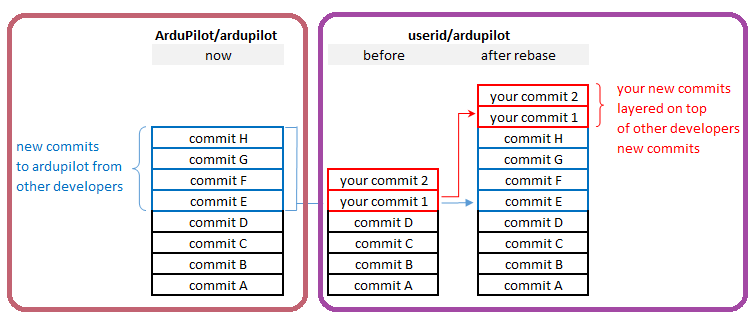 ArduPilot/ardupilot
now
new commits
to ardupilot from
other developers
commit H
commit G
commit F
commit E
commit D
commit C
commit B
commit A
userid/ardupilot
before
after rebase
your commit 2
your commit 1
commit D
commit C
commit B
commit A
your commit 2
your commit 1
commit H
commit G
commit F
commit E
commit D
commit C
commit B
commit A
your new commits
layered on top
of other developers
new commits